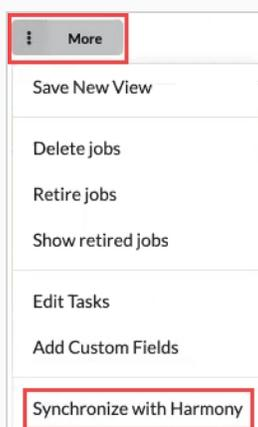 More
Save New View
Delete jobs
Retire jobs
Show retired jobs
Edit Tasks
Add Custom Fields
Synchronize with Harmony